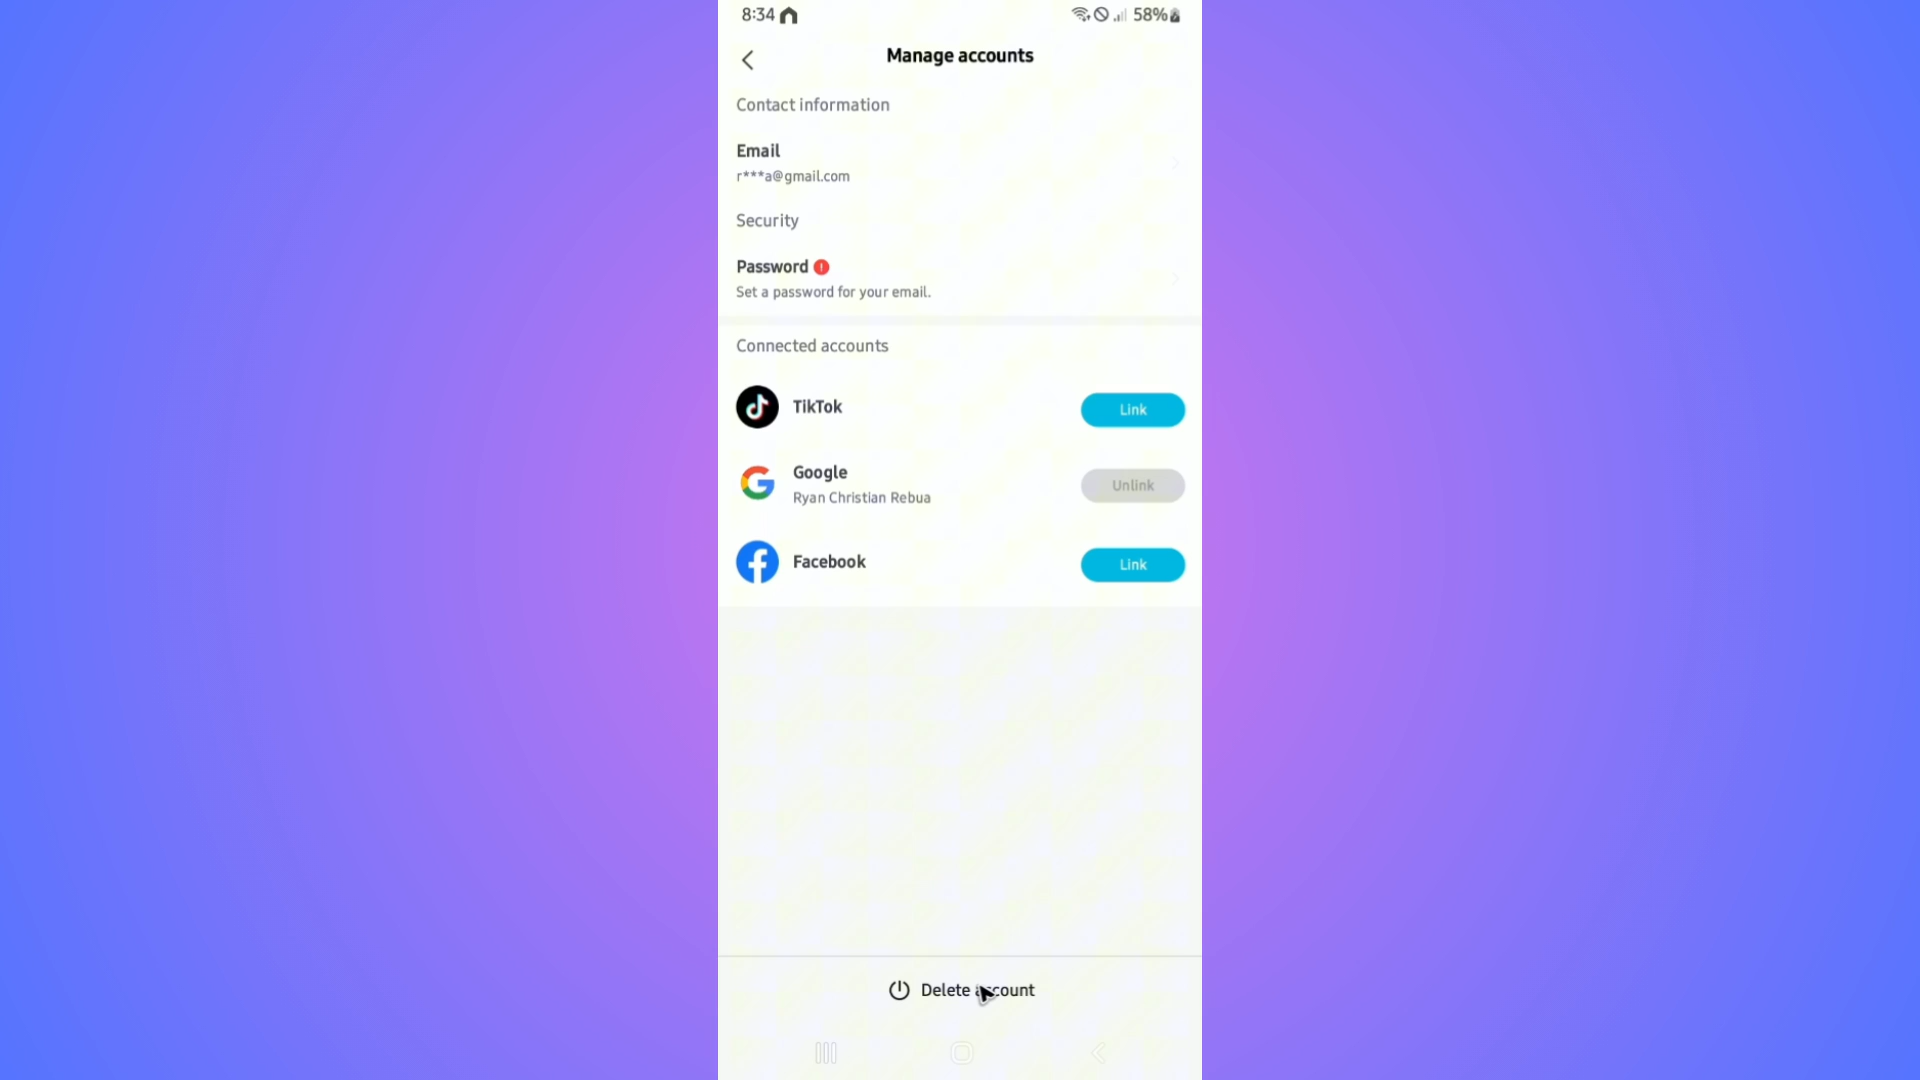 8:34
58%
Manage accounts
Contact information
Email
r***a@gmail.com
Security
Password
Set a password for your email.
Connected accounts
TikTok
Link
Google
Ryan Christian Rebua
Unlink
Facebook
Link
Delete account